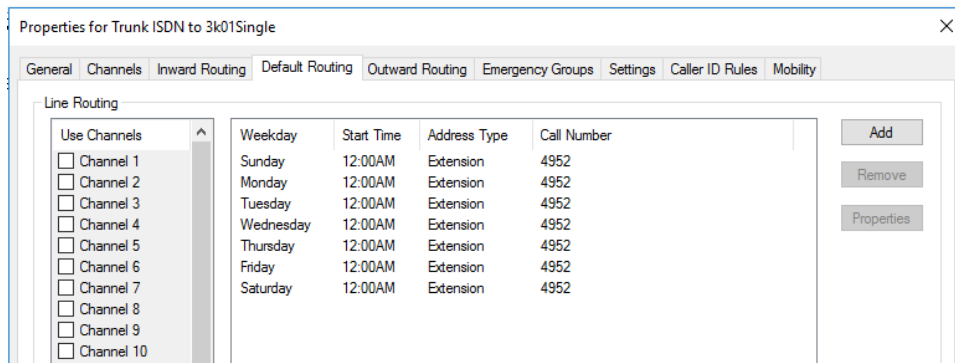 Properties for Trunk ISDN to 3k01Single
General Channels Inward Routing Default Routing Outward Routing Emergency Groups Settings Caller ID Rules Mobility
Line Routing
Use Channels Weekday Start Time Address Type Call Number Add
Channel 1 Sunday 12:00AM Extension 4952
Channel 2 Monday 12:00AM Extension 4952 Remove
Channel 3 Tuesday 12:00AM Extension 4952
Channel 4 Wednesday 12:00AM Extension 4952 Properties
Channel 5 Thursday 12:00AM Extension 4952
Channel 6 Friday 12:00AM Extension 4952
Channel 7 Saturday 12:00AM Extension 4952
Channel 8
Channel 9
Channel 10